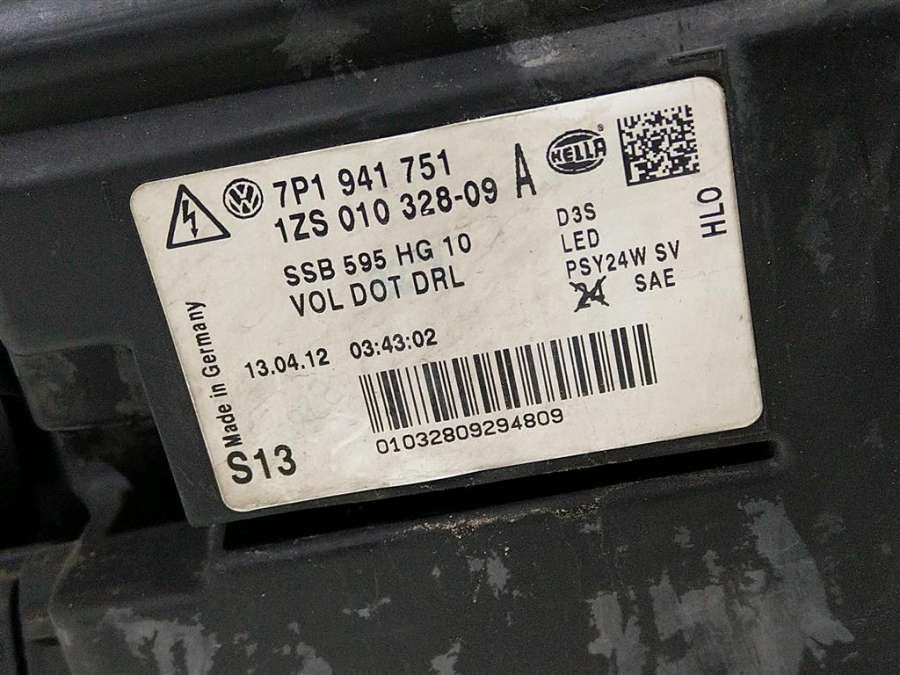 7P1 941 751
1ZS 010 328-09 A
HELLA®
SSB 595 HG 10
VOL DOT DRL
D3S
LED
PSY24W SV
24 SAE
HLO
13.04.12 03:43:02
01032809294809
Made in Germany
S13